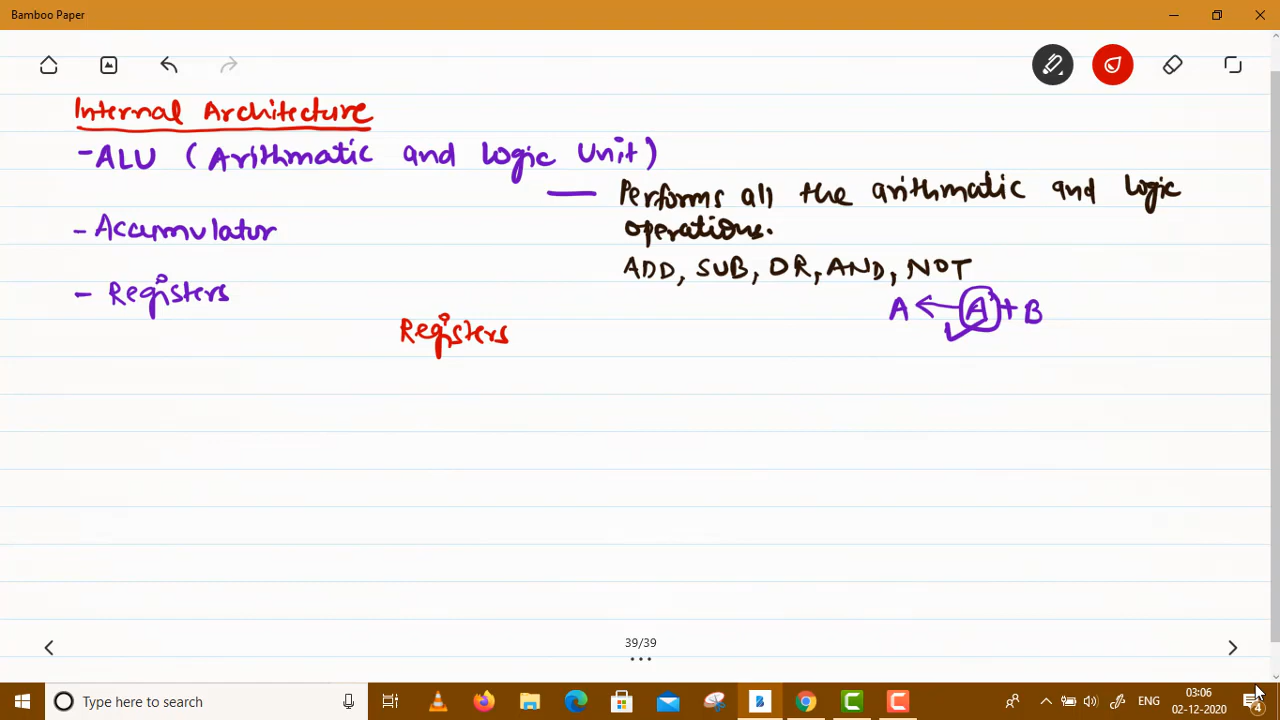 Bamboo Paper
Internal Architecture
- ALU (Arithmatic and Logic Unit)
— Performs all the arithmatic and logic
operations.
- Accumulator
ADD, SUB, OR, AND, NOT
- Registers
A ← A + B
Registers
39/39
Type here to search
ENG
03:06
02-12-2020
4